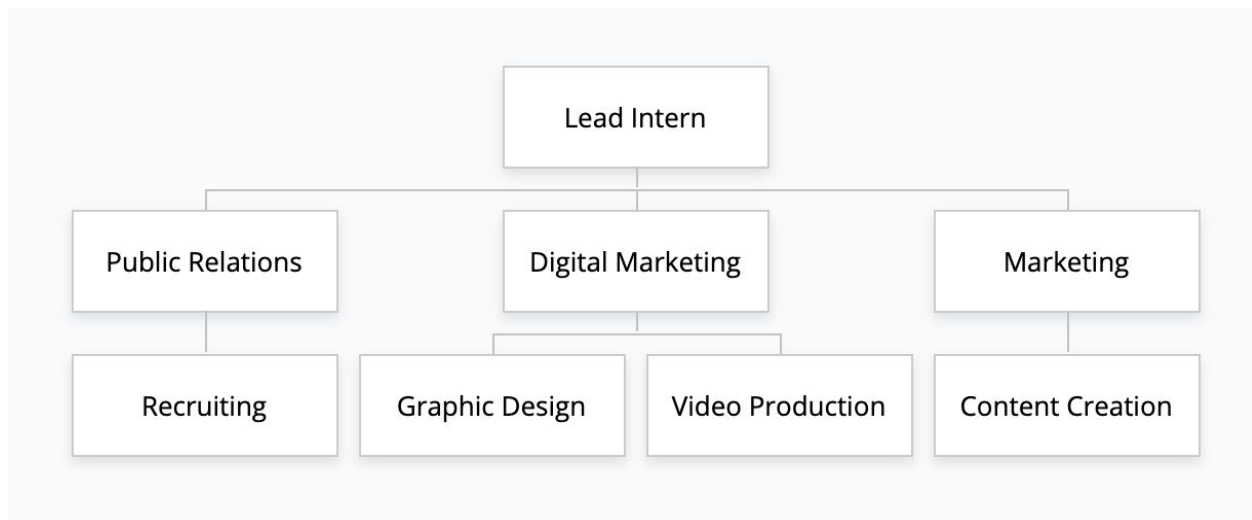 Lead Intern
Public Relations
Digital Marketing
Marketing
Recruiting
Graphic Design
Video Production
Content Creation